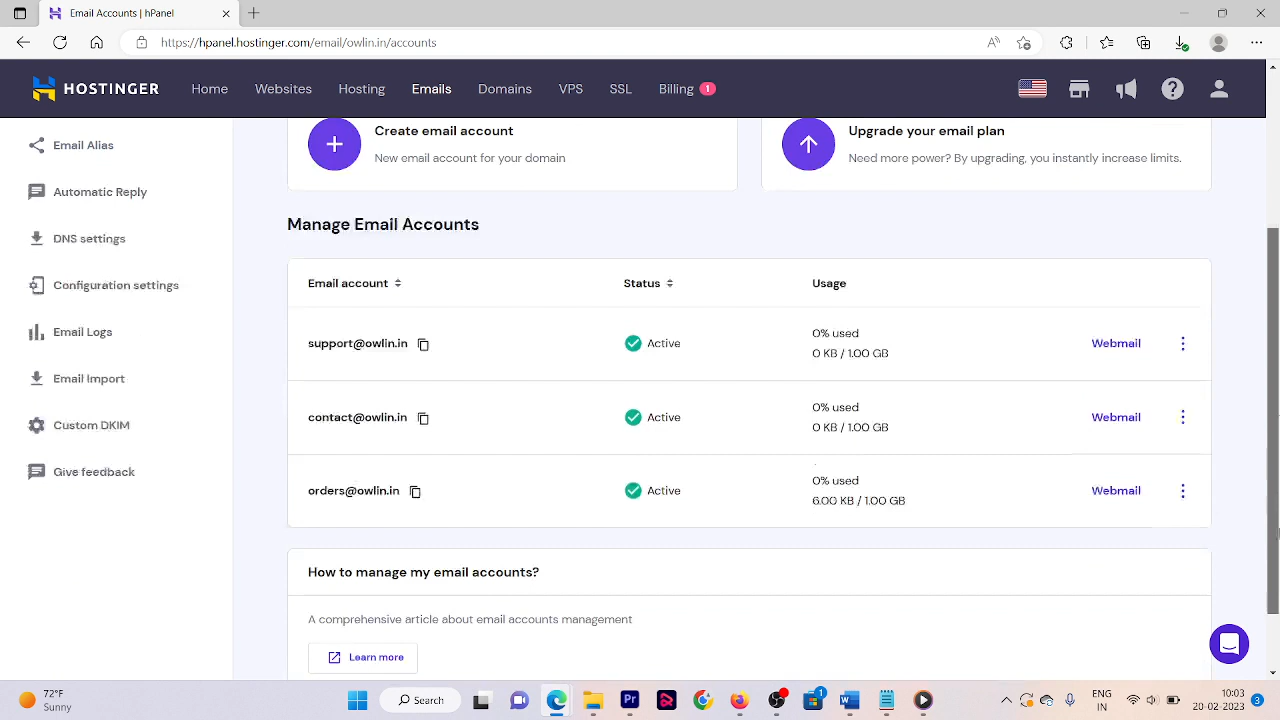 Email Accounts | hPanel
https://hpanel.hostinger.com/email/owlin.in/accounts
HOSTINGER Home Websites Hosting Emails Domains VPS SSL Billing 1
Email Alias
Automatic Reply
DNS settings
Configuration settings
Email Logs
Email Import
Custom DKIM
Give feedback
Create email account
New email account for your domain
Upgrade your email plan
Need more power? By upgrading, you instantly increase limits.
Manage Email Accounts
Email account Status Usage
support@owlin.in Active 0% used Webmail
0 KB / 1.00 GB
contact@owlin.in Active 0% used Webmail
0 KB / 1.00 GB
orders@owlin.in Active 0% used Webmail
6.00 KB / 1.00 GB
How to manage my email accounts?
A comprehensive article about email accounts management
Learn more
72°F
Sunny
Search
Pr
1
ENG
IN
10:03
20-02-2023
3